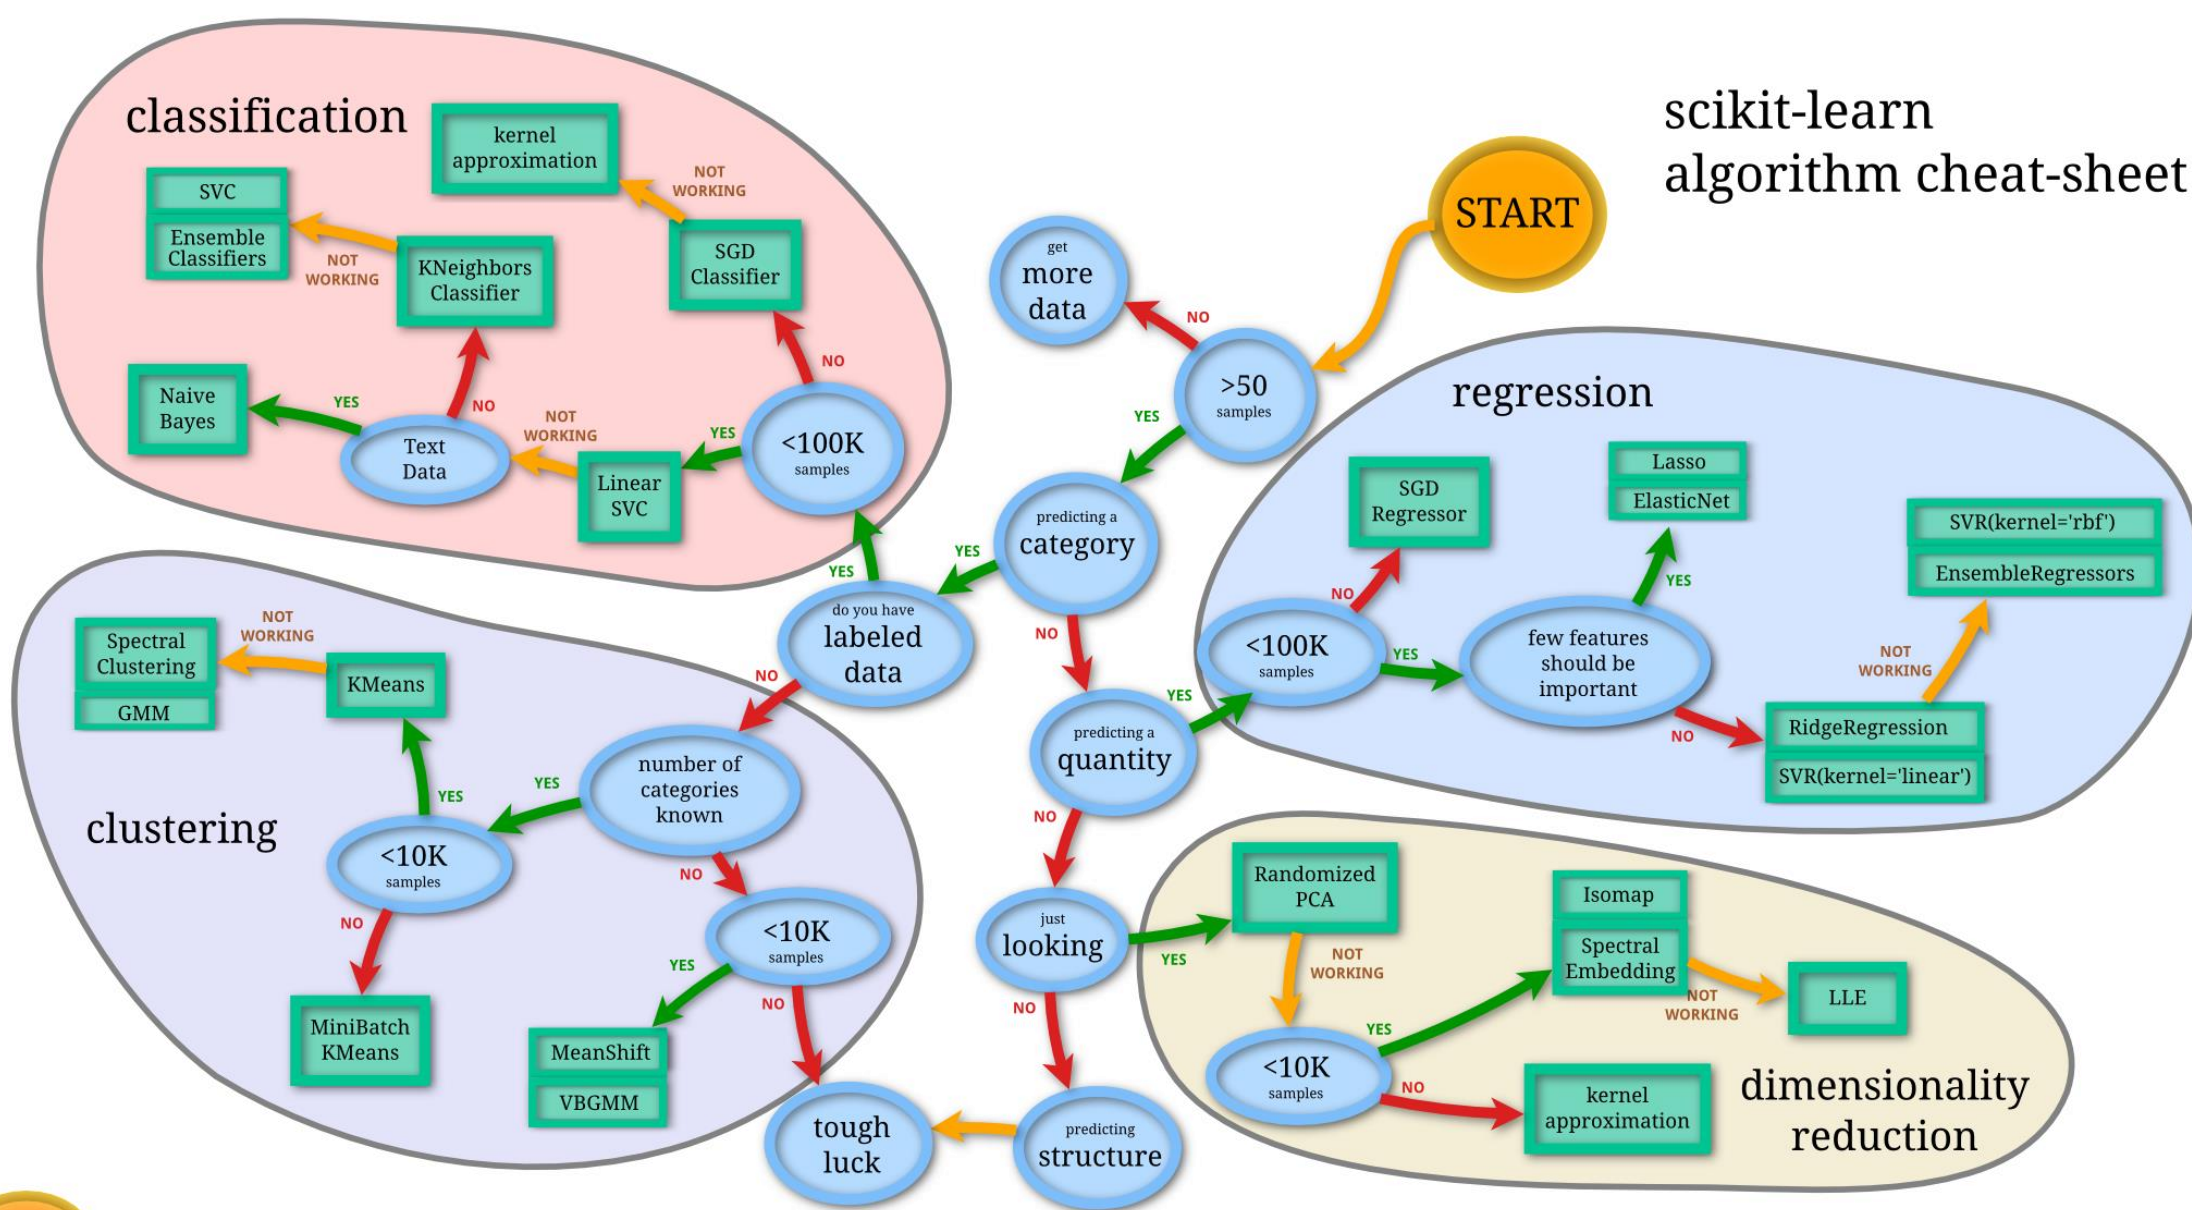 scikit-learn
algorithm cheat-sheet
START
classification
kernel
approximation
NOT
WORKING
SVC
Ensemble
Classifiers
NOT
WORKING
KNeighbors
Classifier
SGD
Classifier
NO
Naive
Bayes
YES
Text
Data
NO
NOT
WORKING
Linear
SVC
YES
<100K
samples
YES
get
more
data
NO
>50
samples
YES
predicting a
category
YES
NO
do you have
labeled
data
NO
predicting a
quantity
YES
NO
just
looking
YES
NO
predicting
structure
tough
luck
regression
SGD
Regressor
NO
<100K
samples
YES
Lasso
ElasticNet
YES
few features
should be
important
NO
SVR(kernel='rbf')
EnsembleRegressors
NOT
WORKING
RidgeRegression
SVR(kernel='linear')
clustering
Spectral
Clustering
GMM
NOT
WORKING
KMeans
YES
<10K
samples
YES
number of
categories
known
NO
NO
MiniBatch
KMeans
<10K
samples
YES
NO
MeanShift
VBGMM
dimensionality
reduction
Randomized
PCA
NOT
WORKING
<10K
samples
YES
NO
Isomap
Spectral
Embedding
NOT
WORKING
LLE
kernel
approximation